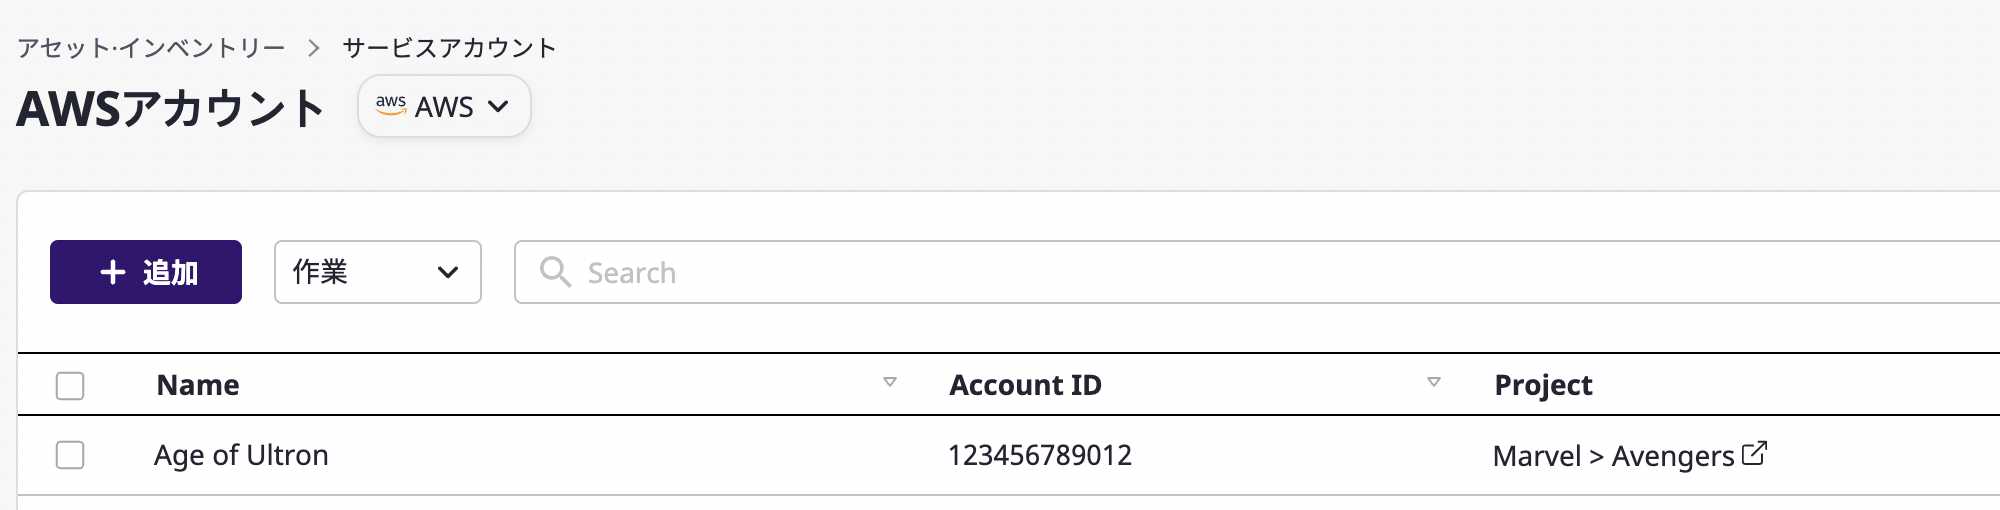 アセット·インベントリー > サービスアカウント
AWSアカウント aws AWS
+ 追加 作業 Search
Name Account ID Project
Age of Ultron 123456789012 Marvel > Avengers